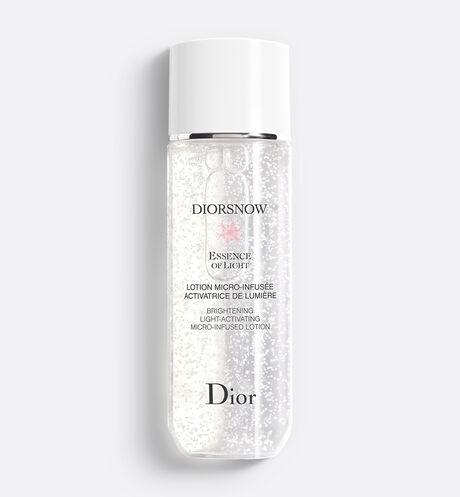 DIORSNOW
ESSENCE
OF LIGHT
LOTION MICRO-INFUSÉE
ACTIVATRICE DE LUMIÈRE
BRIGHTENING
LIGHT-ACTIVATING
MICRO-INFUSED LOTION
Dior